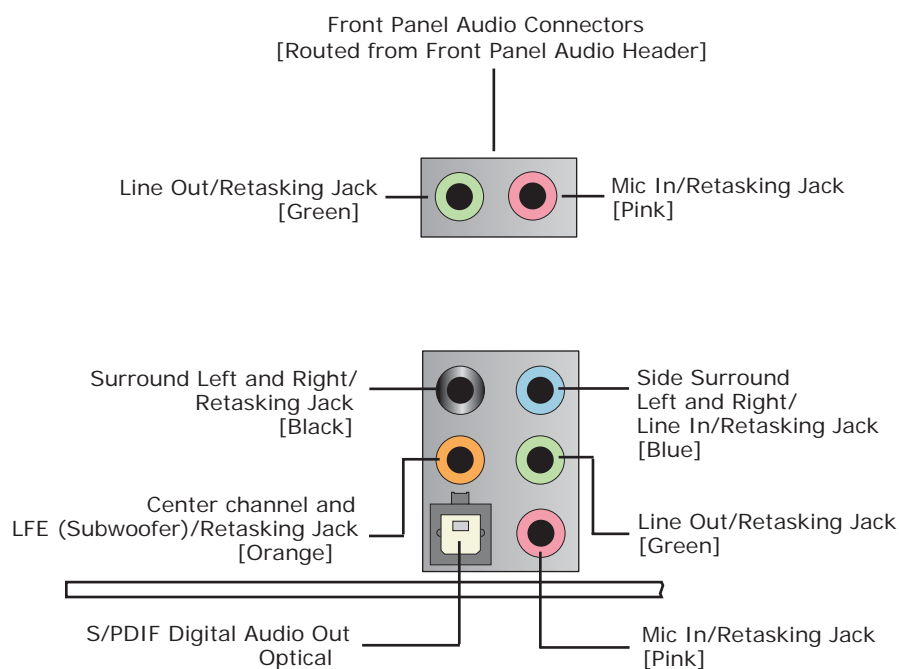 Front Panel Audio Connectors
[Routed from Front Panel Audio Header]
Line Out/Retasking Jack
[Green]
Mic In/Retasking Jack
[Pink]
Surround Left and Right/
Retasking Jack
[Black]
Side Surround
Left and Right/
Line In/Retasking Jack
[Blue]
Center channel and
LFE (Subwoofer)/Retasking Jack
[Orange]
Line Out/Retasking Jack
[Green]
S/PDIF Digital Audio Out
Optical
Mic In/Retasking Jack
[Pink]